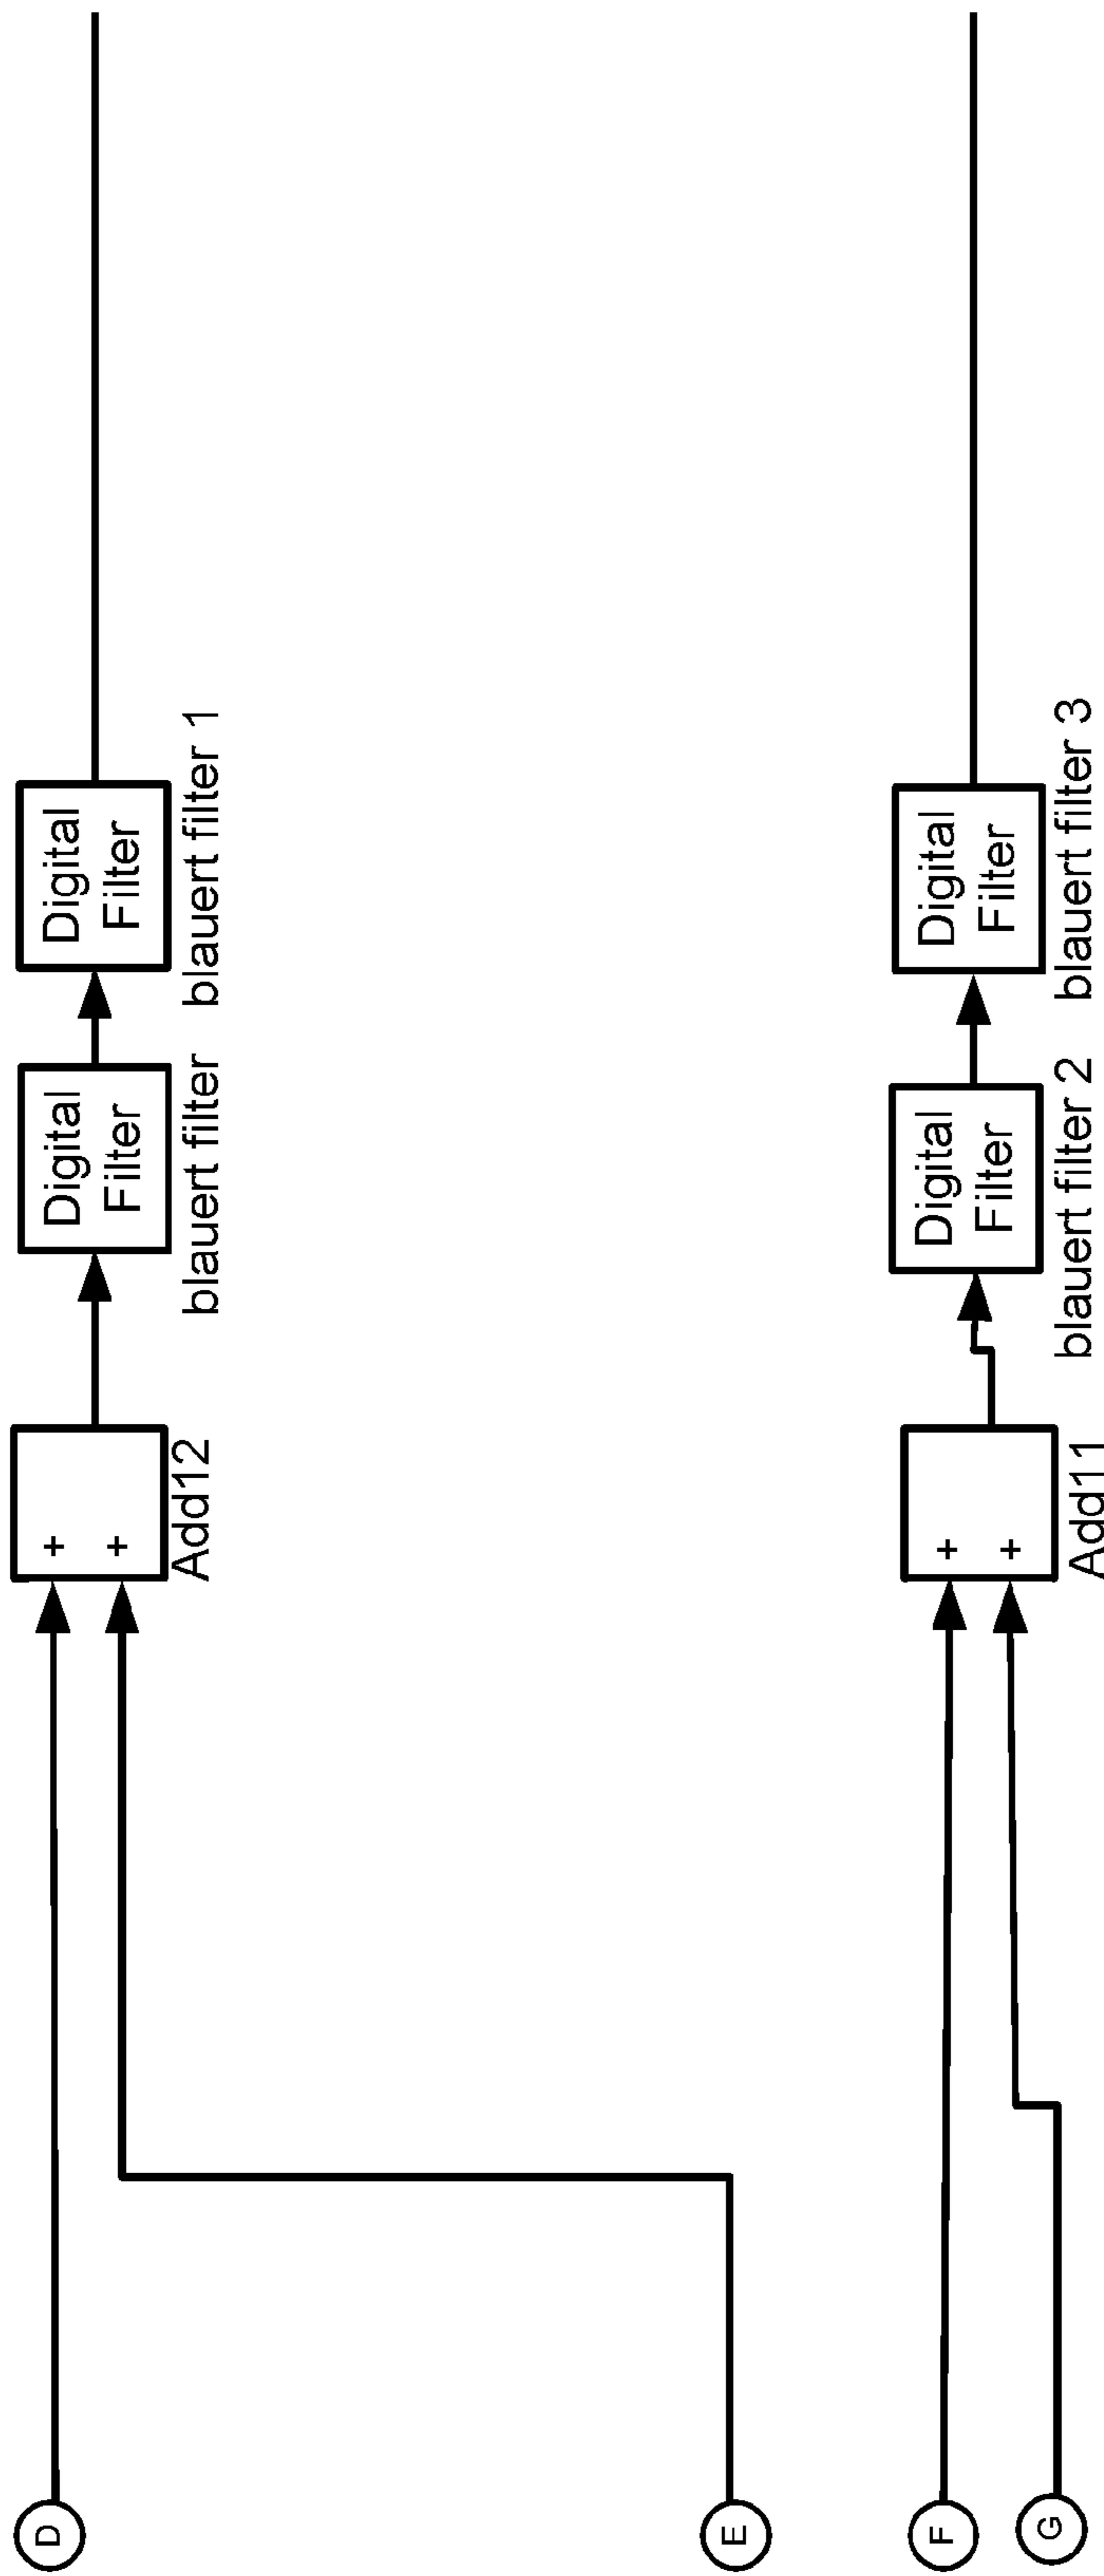 D
+
+
Add12
Digital
Filter
blauert filter
Digital
Filter
blauert filter 1
E
F
G
+
+
Add11
Digital
Filter
blauert filter 2
Digital
Filter
blauert filter 3